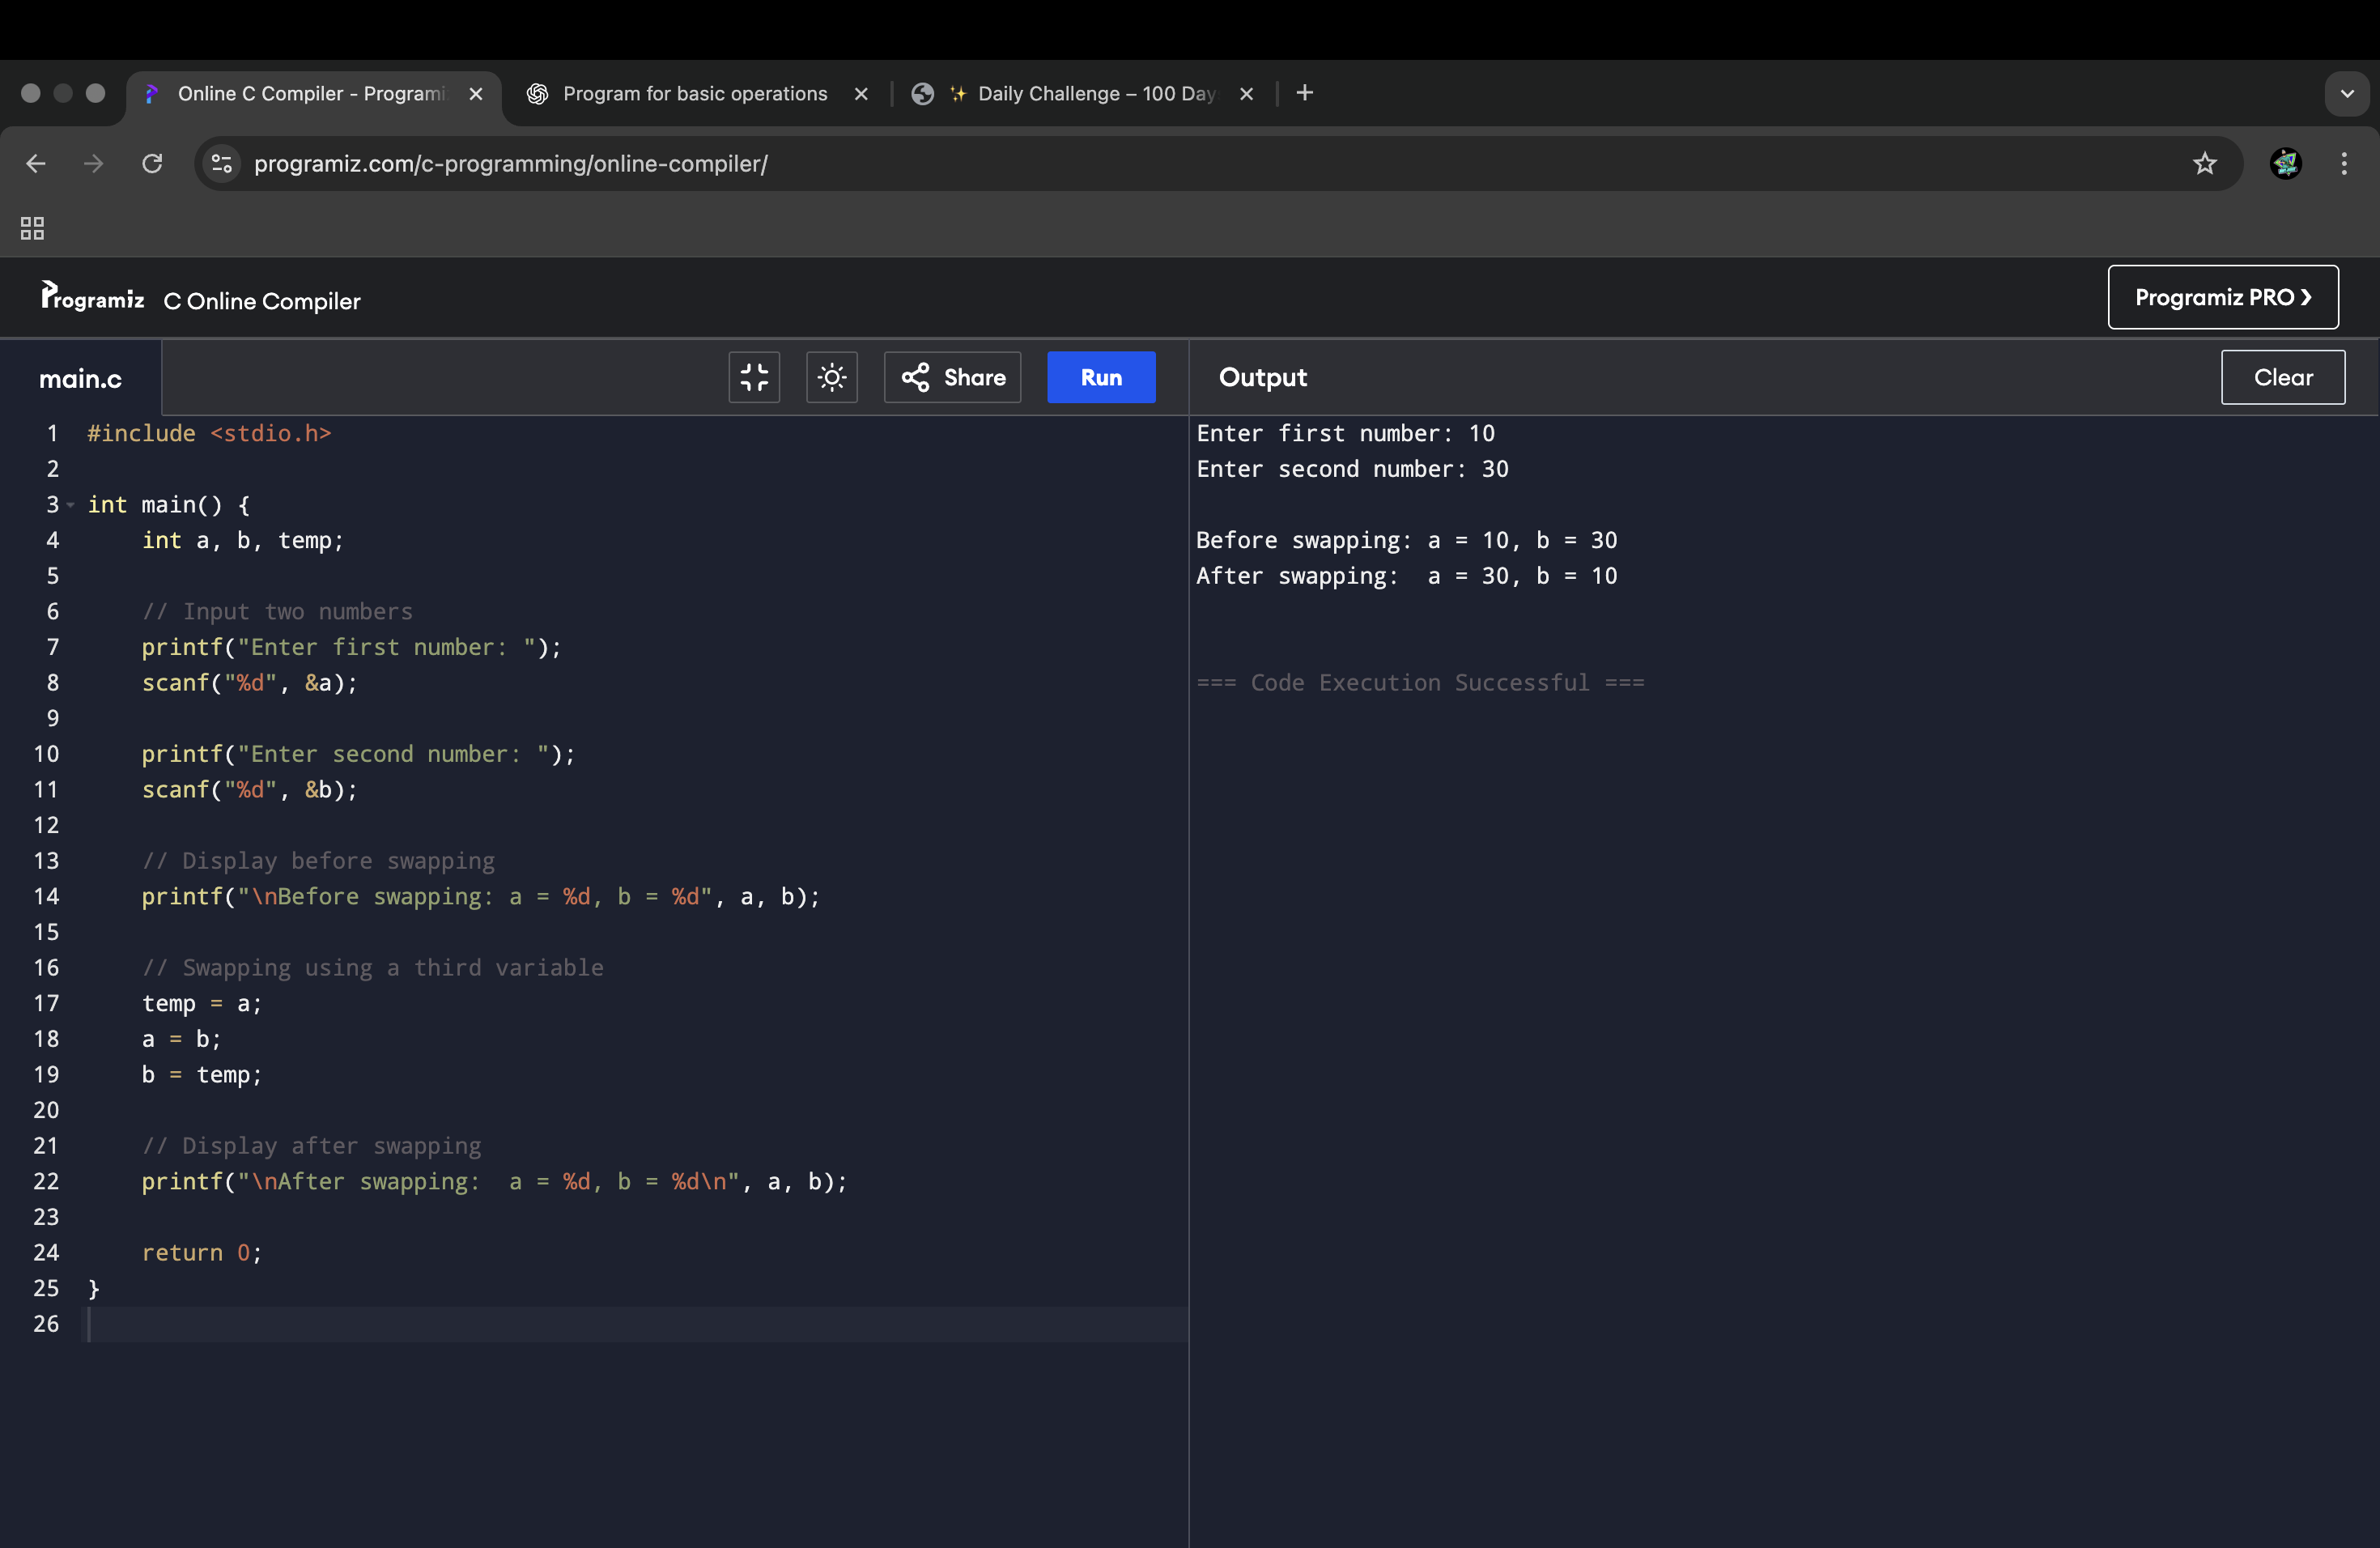 Online C Compiler - Programi
Program for basic operations
✨ Daily Challenge – 100 Day
programiz.com/c-programming/online-compiler/
Programiz C Online Compiler
Programiz PRO ❯
main.c
Share
Run
Output
Clear
1 #include <stdio.h>
2
3 int main() {
4     int a, b, temp;
5
6     // Input two numbers
7     printf("Enter first number: ");
8     scanf("%d", &a);
9
10     printf("Enter second number: ");
11     scanf("%d", &b);
12
13     // Display before swapping
14     printf("\nBefore swapping: a = %d, b = %d", a, b);
15
16     // Swapping using a third variable
17     temp = a;
18     a = b;
19     b = temp;
20
21     // Display after swapping
22     printf("\nAfter swapping:  a = %d, b = %d\n", a, b);
23
24     return 0;
25 }
26
Enter first number: 10
Enter second number: 30
Before swapping: a = 10, b = 30
After swapping:  a = 30, b = 10
=== Code Execution Successful ===